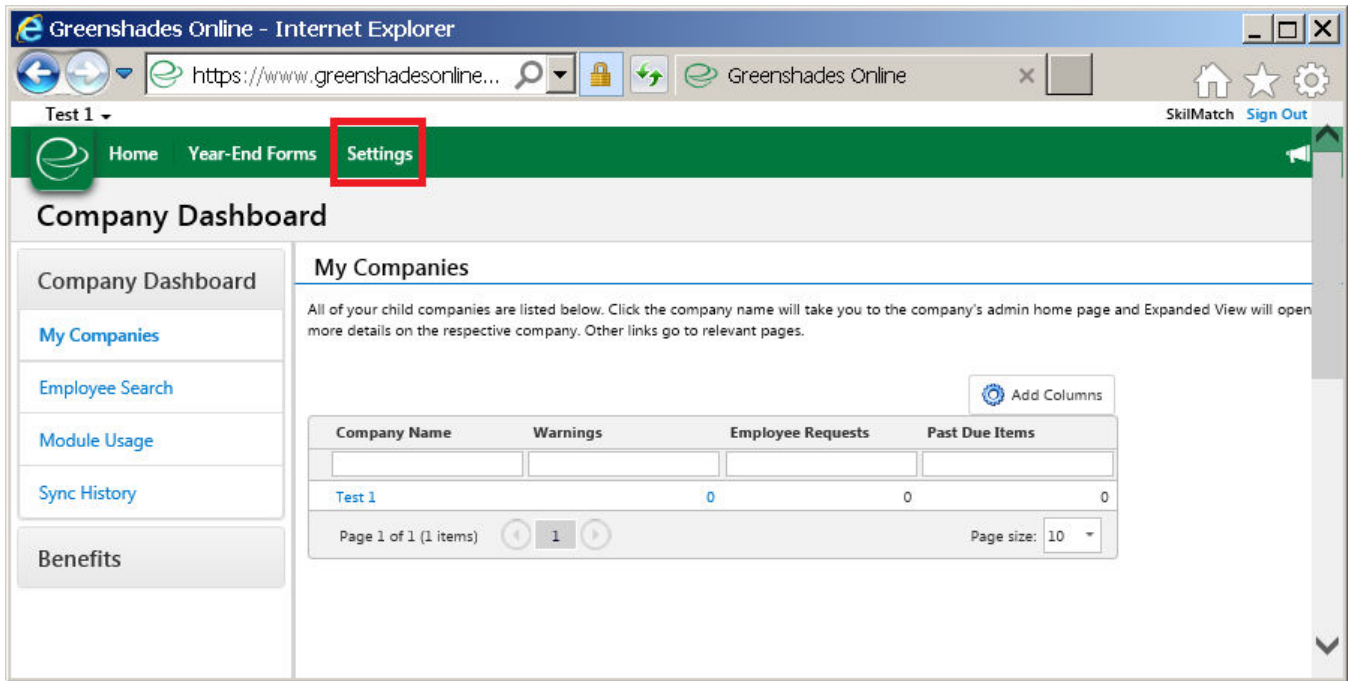 Greenshades Online - Internet Explorer
https://www.greenshadesonline...
Greenshades Online
Test 1
SkilMatch Sign Out
Home Year-End Forms Settings
Company Dashboard
Company Dashboard
My Companies
Employee Search
Module Usage
Sync History
Benefits
My Companies
All of your child companies are listed below. Click the company name will take you to the company's admin home page and Expanded View will open
more details on the respective company. Other links go to relevant pages.
Add Columns
Company Name Warnings Employee Requests Past Due Items
Test 1 0 0 0
Page 1 of 1 (1 items) 1 Page size: 10